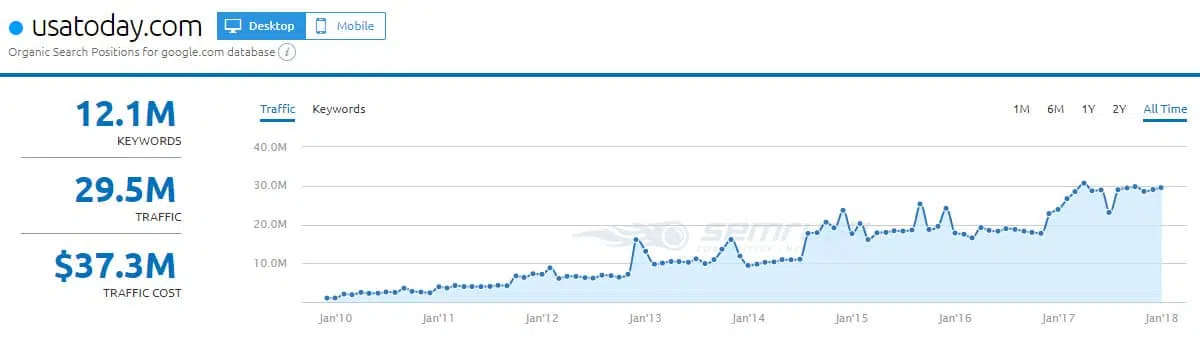 usatoday.com Desktop Mobile
Organic Search Positions for google.com database i
12.1M
KEYWORDS
29.5M
TRAFFIC
$37.3M
TRAFFIC COST
Traffic Keywords 1M 6M 1Y 2Y All Time
40.0M
30.0M
20.0M
10.0M
Jan'10 Jan'11 Jan'12 Jan'13 Jan'14 Jan'15 Jan'16 Jan'17 Jan'18